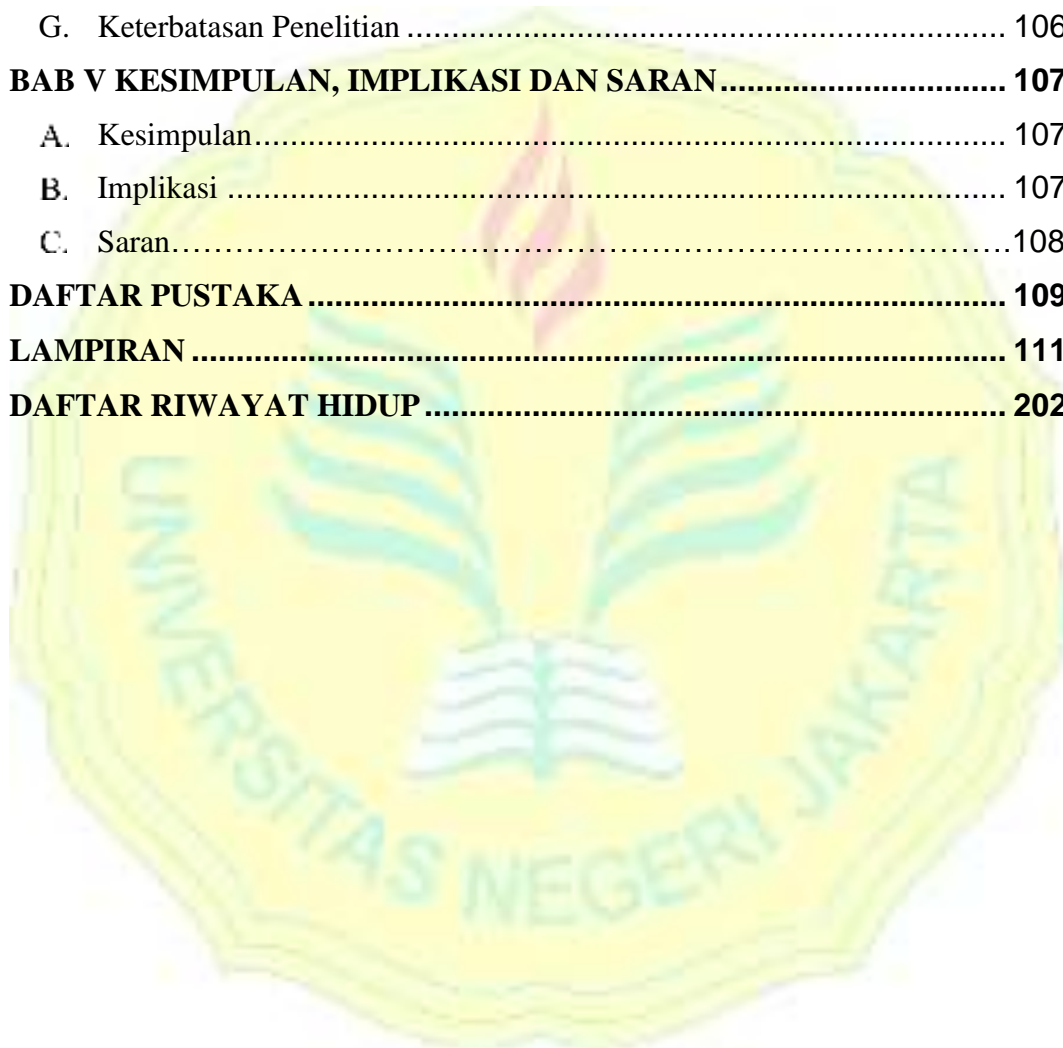 G. Keterbatasan Penelitian ........................................................................ 106
BAB V KESIMPULAN, IMPLIKASI DAN SARAN .................................. 107
A. Kesimpulan........................................................................................... 107
B. Implikasi .............................................................................................. 107
C. Saran……………………………………………………………………….108
DAFTAR PUSTAKA .................................................................................... 109
LAMPIRAN .................................................................................................. 111
DAFTAR RIWAYAT HIDUP ...................................................................... 202
UNIVERSITAS NEGERI JAKARTA